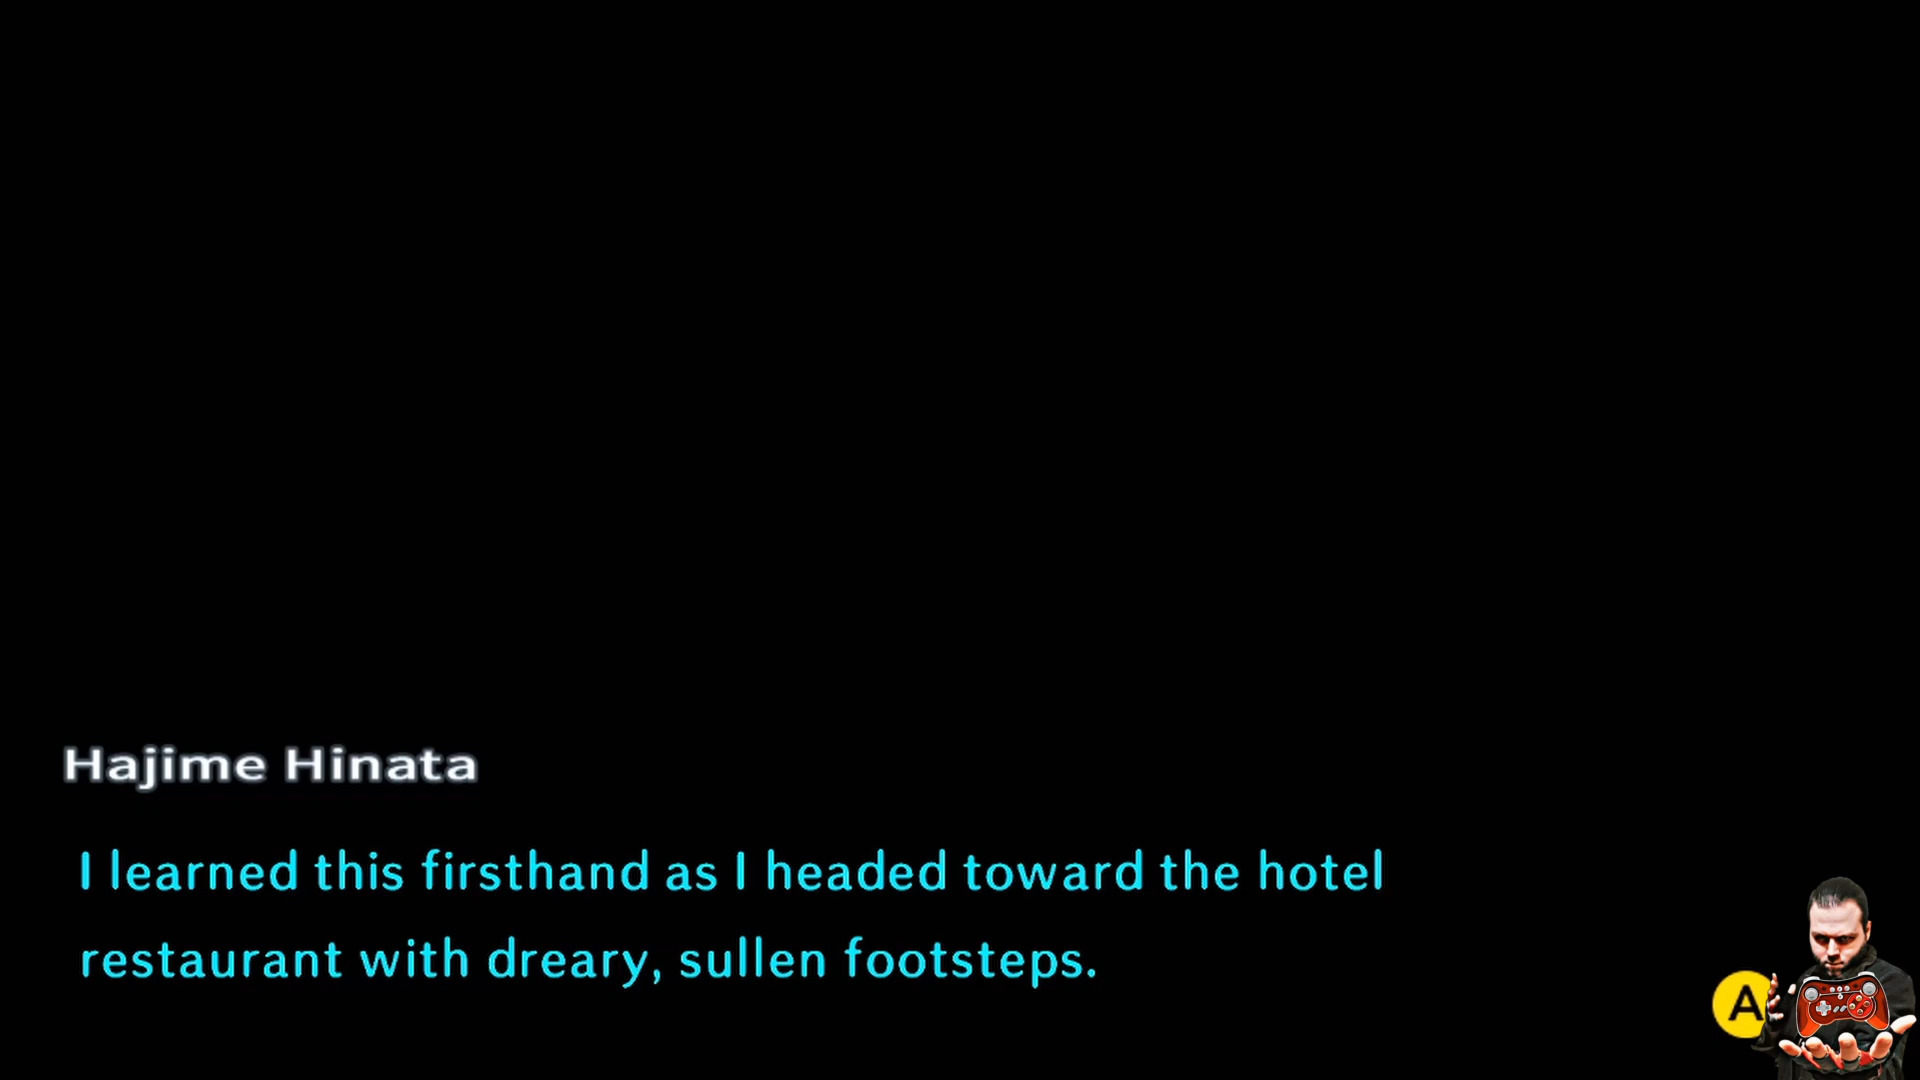 Hajime Hinata
I learned this firsthand as I headed toward the hotel
restaurant with dreary, sullen footsteps.
A